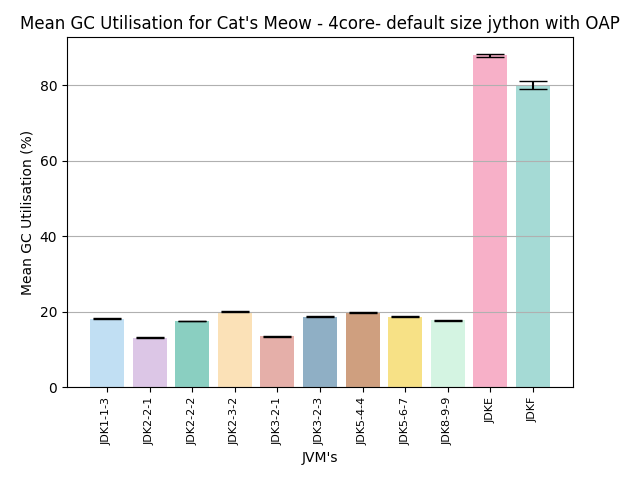 Mean GC Utilisation for Cat's Meow - 4core- default size jython with OAP
Mean GC Utilisation (%)
80
60
40
20
0
JDK1-1-3
JDK2-2-1
JDK2-2-2
JDK2-3-2
JDK3-2-1
JDK3-2-3
JDK5-4-4
JDK5-6-7
JDK8-9-9
JDKE
JDKF
JVM's